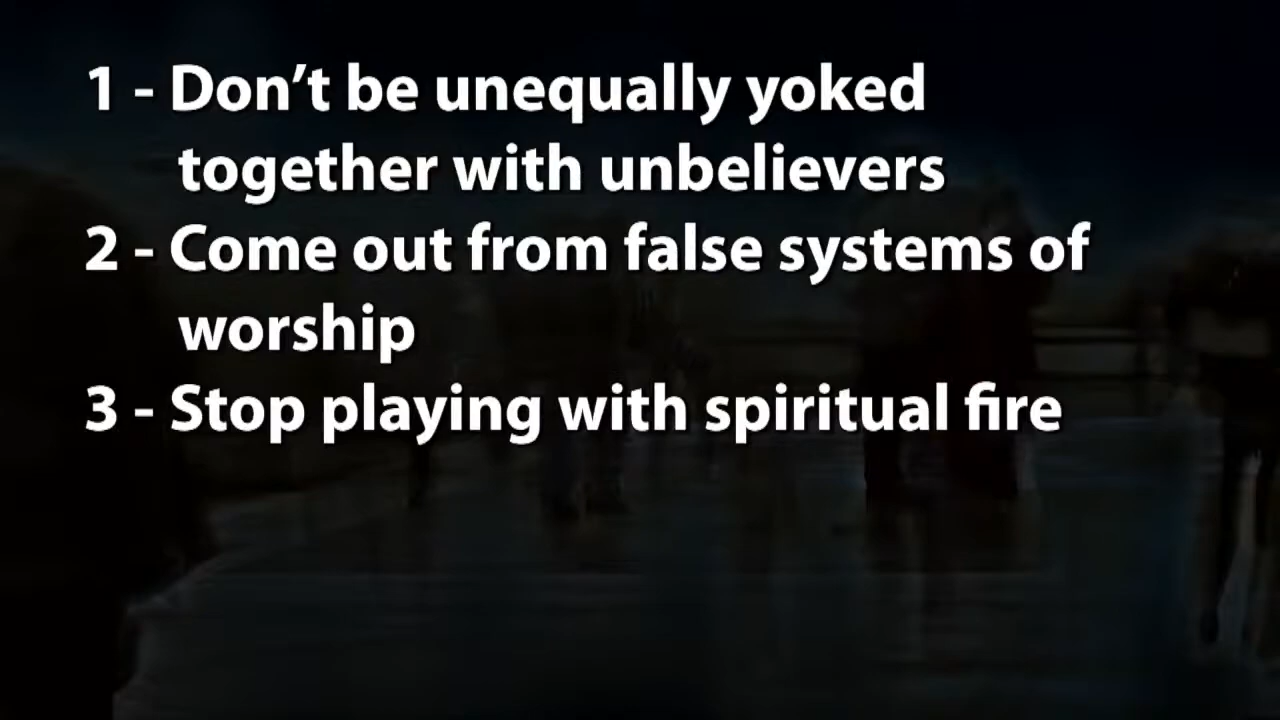 1 - Don’t be unequally yoked
together with unbelievers
2 - Come out from false systems of
worship
3 - Stop playing with spiritual fire